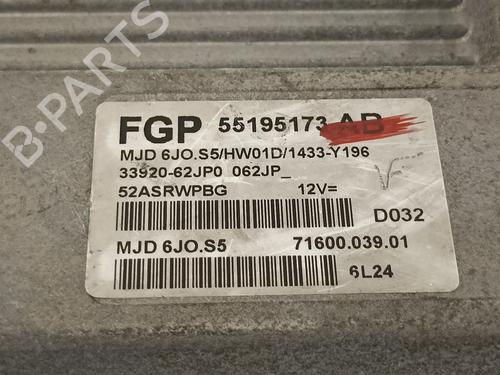 B-PARTS
FGP 55195173 AB
MJD 6JO.S5/HW01D/1433-Y196
33920-62JP0 062JP_
52ASRWPBG 12V=
D032
MJD 6JO.S5/ 71600.039.01
6L24